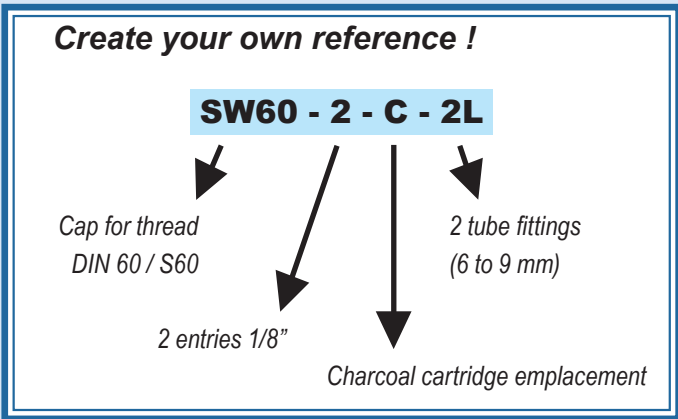 Create your own reference !
SW60 - 2 - C - 2L
Cap for thread
DIN 60 / S60
2 tube fittings
(6 to 9 mm)
2 entries 1/8”
Charcoal cartridge emplacement